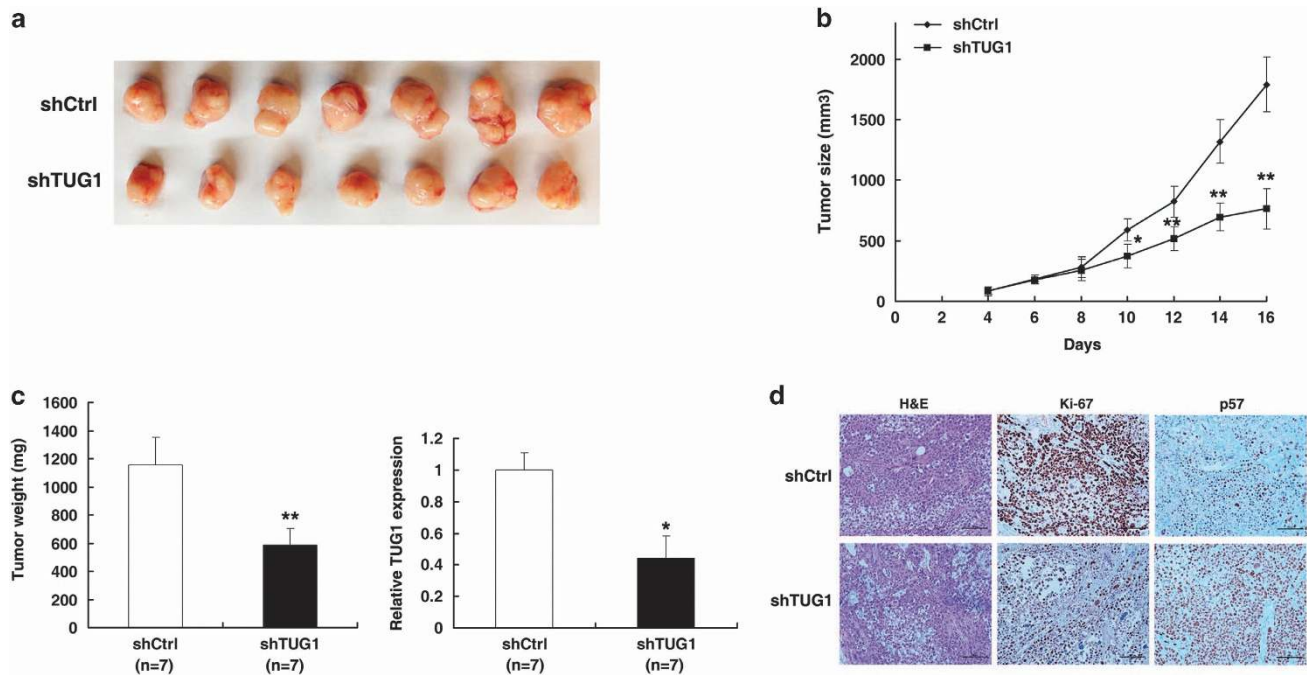 a
shCtrl
shTUG1
b
shCtrl
shTUG1
Tumor size (mm3)
2000
1500
1000
500
0
*
**
**
**
0 2 4 6 8 10 12 14 16
Days
c
Tumor weight (mg)
1600
1400
1200
1000
800
600
400
200
0
**
shCtrl
(n=7)
shTUG1
(n=7)
Relative TUG1 expression
1.2
1
0.8
0.6
0.4
0.2
0
*
shCtrl
(n=7)
shTUG1
(n=7)
d
H&E Ki-67 p57
shCtrl
shTUG1